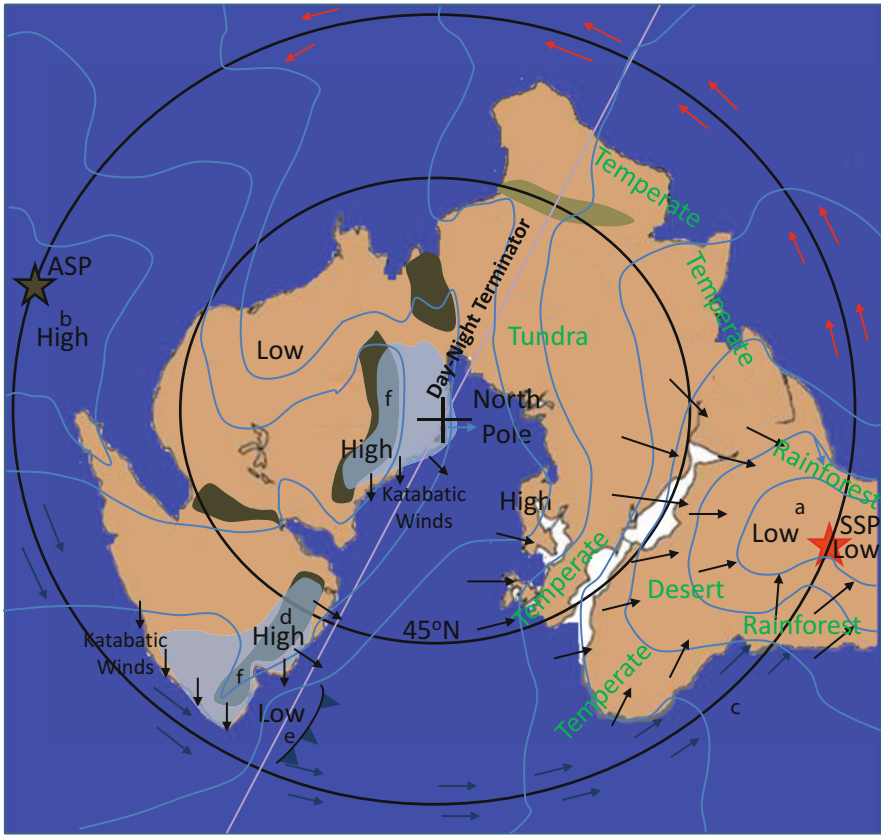 Temperate
ASP
b
High
Day-Night Terminator
Temperate
Low
Tundra
f
North
Pole
High
Katabatic
Winds
High
Rainforest
a
Low
SSP
Low
Temperate
Desert
d
High
45ºN
Rainforest
Katabatic
Winds
f
Temperate
Low
e
c